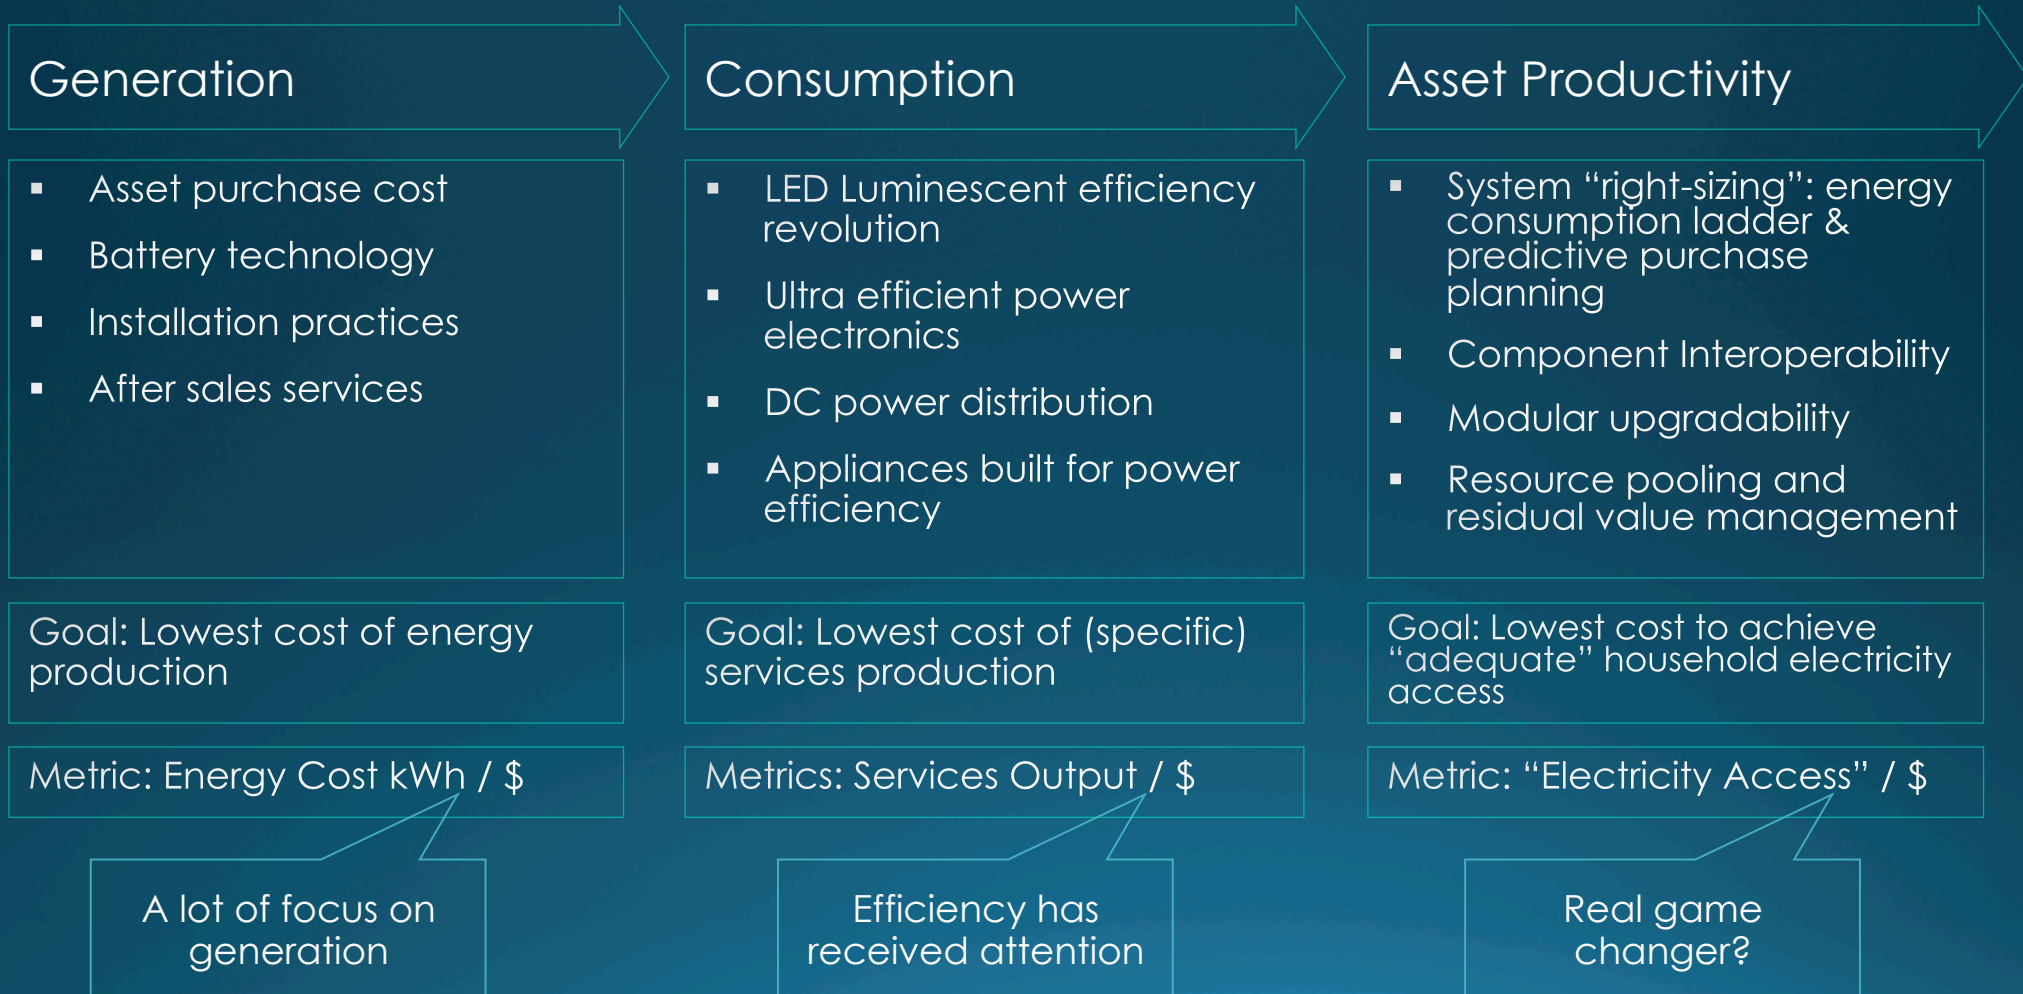 Generation
Asset purchase cost
Battery technology
Installation practices
After sales services
Goal: Lowest cost of energy
production
Metric: Energy Cost kWh / $
A lot of focus on
generation
Consumption
LED Luminescent efficiency
revolution
Ultra efficient power
electronics
DC power distribution
Appliances built for power
efficiency
Goal: Lowest cost of (specific)
services production
Metrics: Services Output / $
Efficiency has
received attention
Asset Productivity
System “right-sizing”: energy
consumption ladder &
predictive purchase
planning
Component Interoperability
Modular upgradability
Resource pooling and
residual value management
Goal: Lowest cost to achieve
“adequate” household electricity
access
Metric: “Electricity Access” / $
Real game
changer?